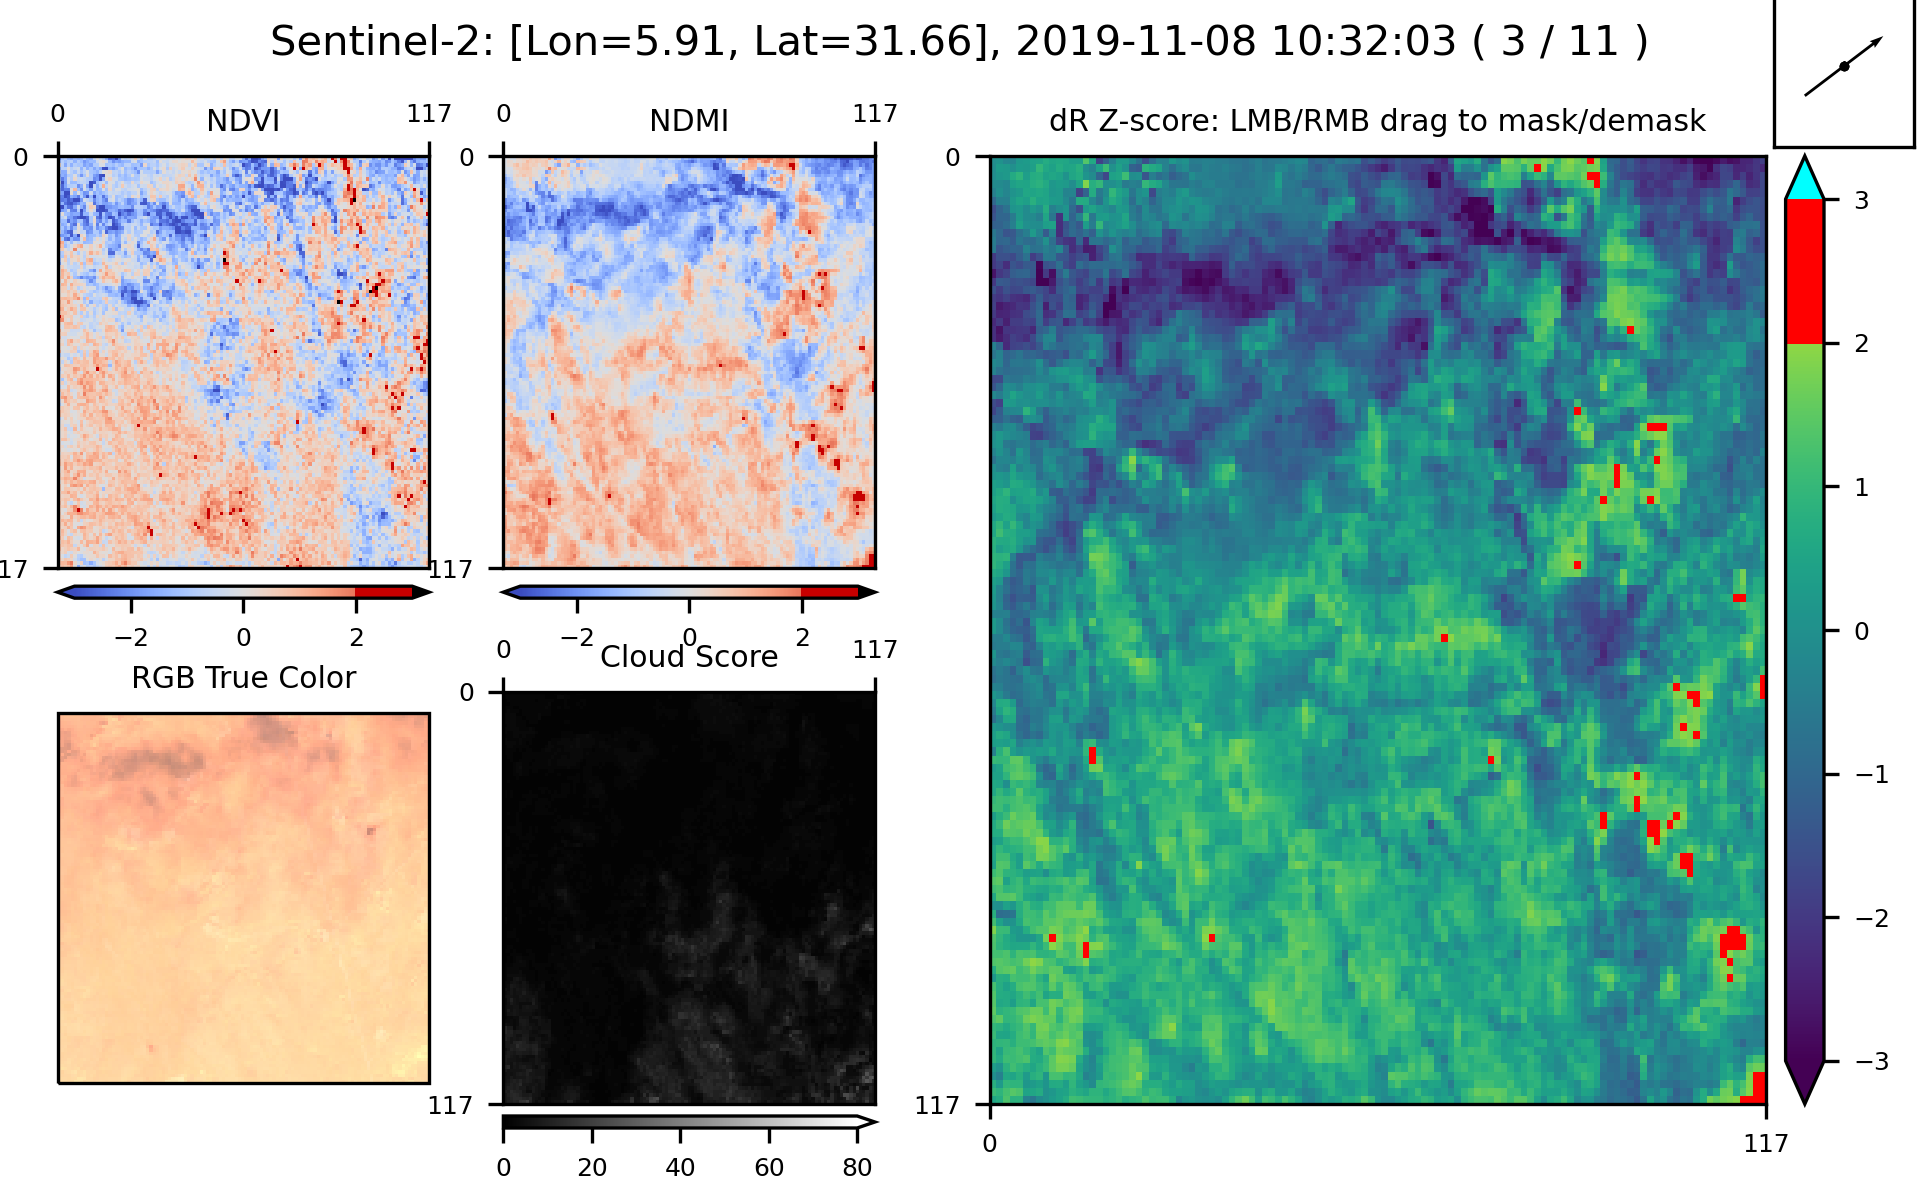 Sentinel-2: [Lon=5.91, Lat=31.66], 2019-11-08 10:32:03 ( 3 / 11 )
0 117 0 117
NDVI NDMI dR Z-score: LMB/RMB drag to mask/demask
0 0 0
3
2
1
0
−1
−2
−3
17 117
−2 0 2 −2 0 2
0 117
RGB True Color Cloud Score
0
117 117
0 117
0 20 40 60 80